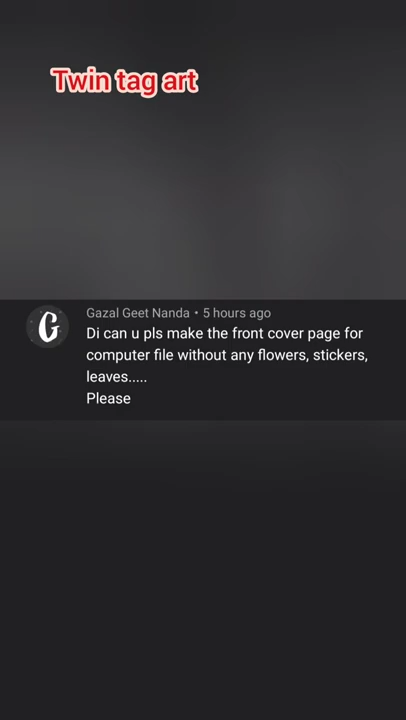 Twin tag art
G
Gazal Geet Nanda • 5 hours ago
Di can u pls make the front cover page for
computer file without any flowers, stickers,
leaves.....
Please